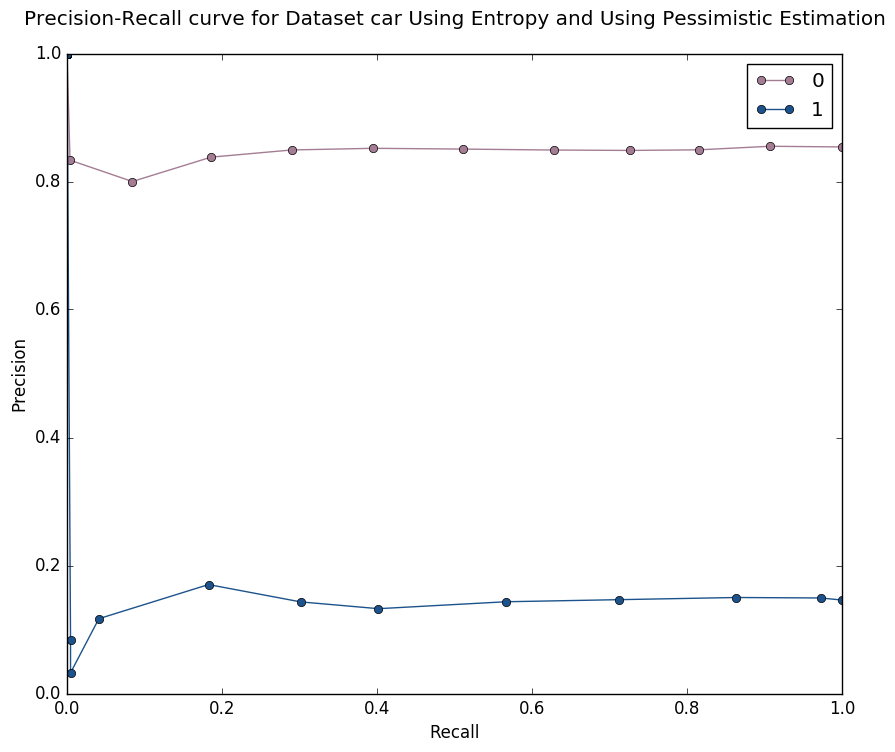 Precision-Recall curve for Dataset car Using Entropy and Using Pessimistic Estimation
1.0
0
1
0.8
0.6
Precision
0.4
0.2
0.0
0.0 0.2 0.4 0.6 0.8 1.0
Recall